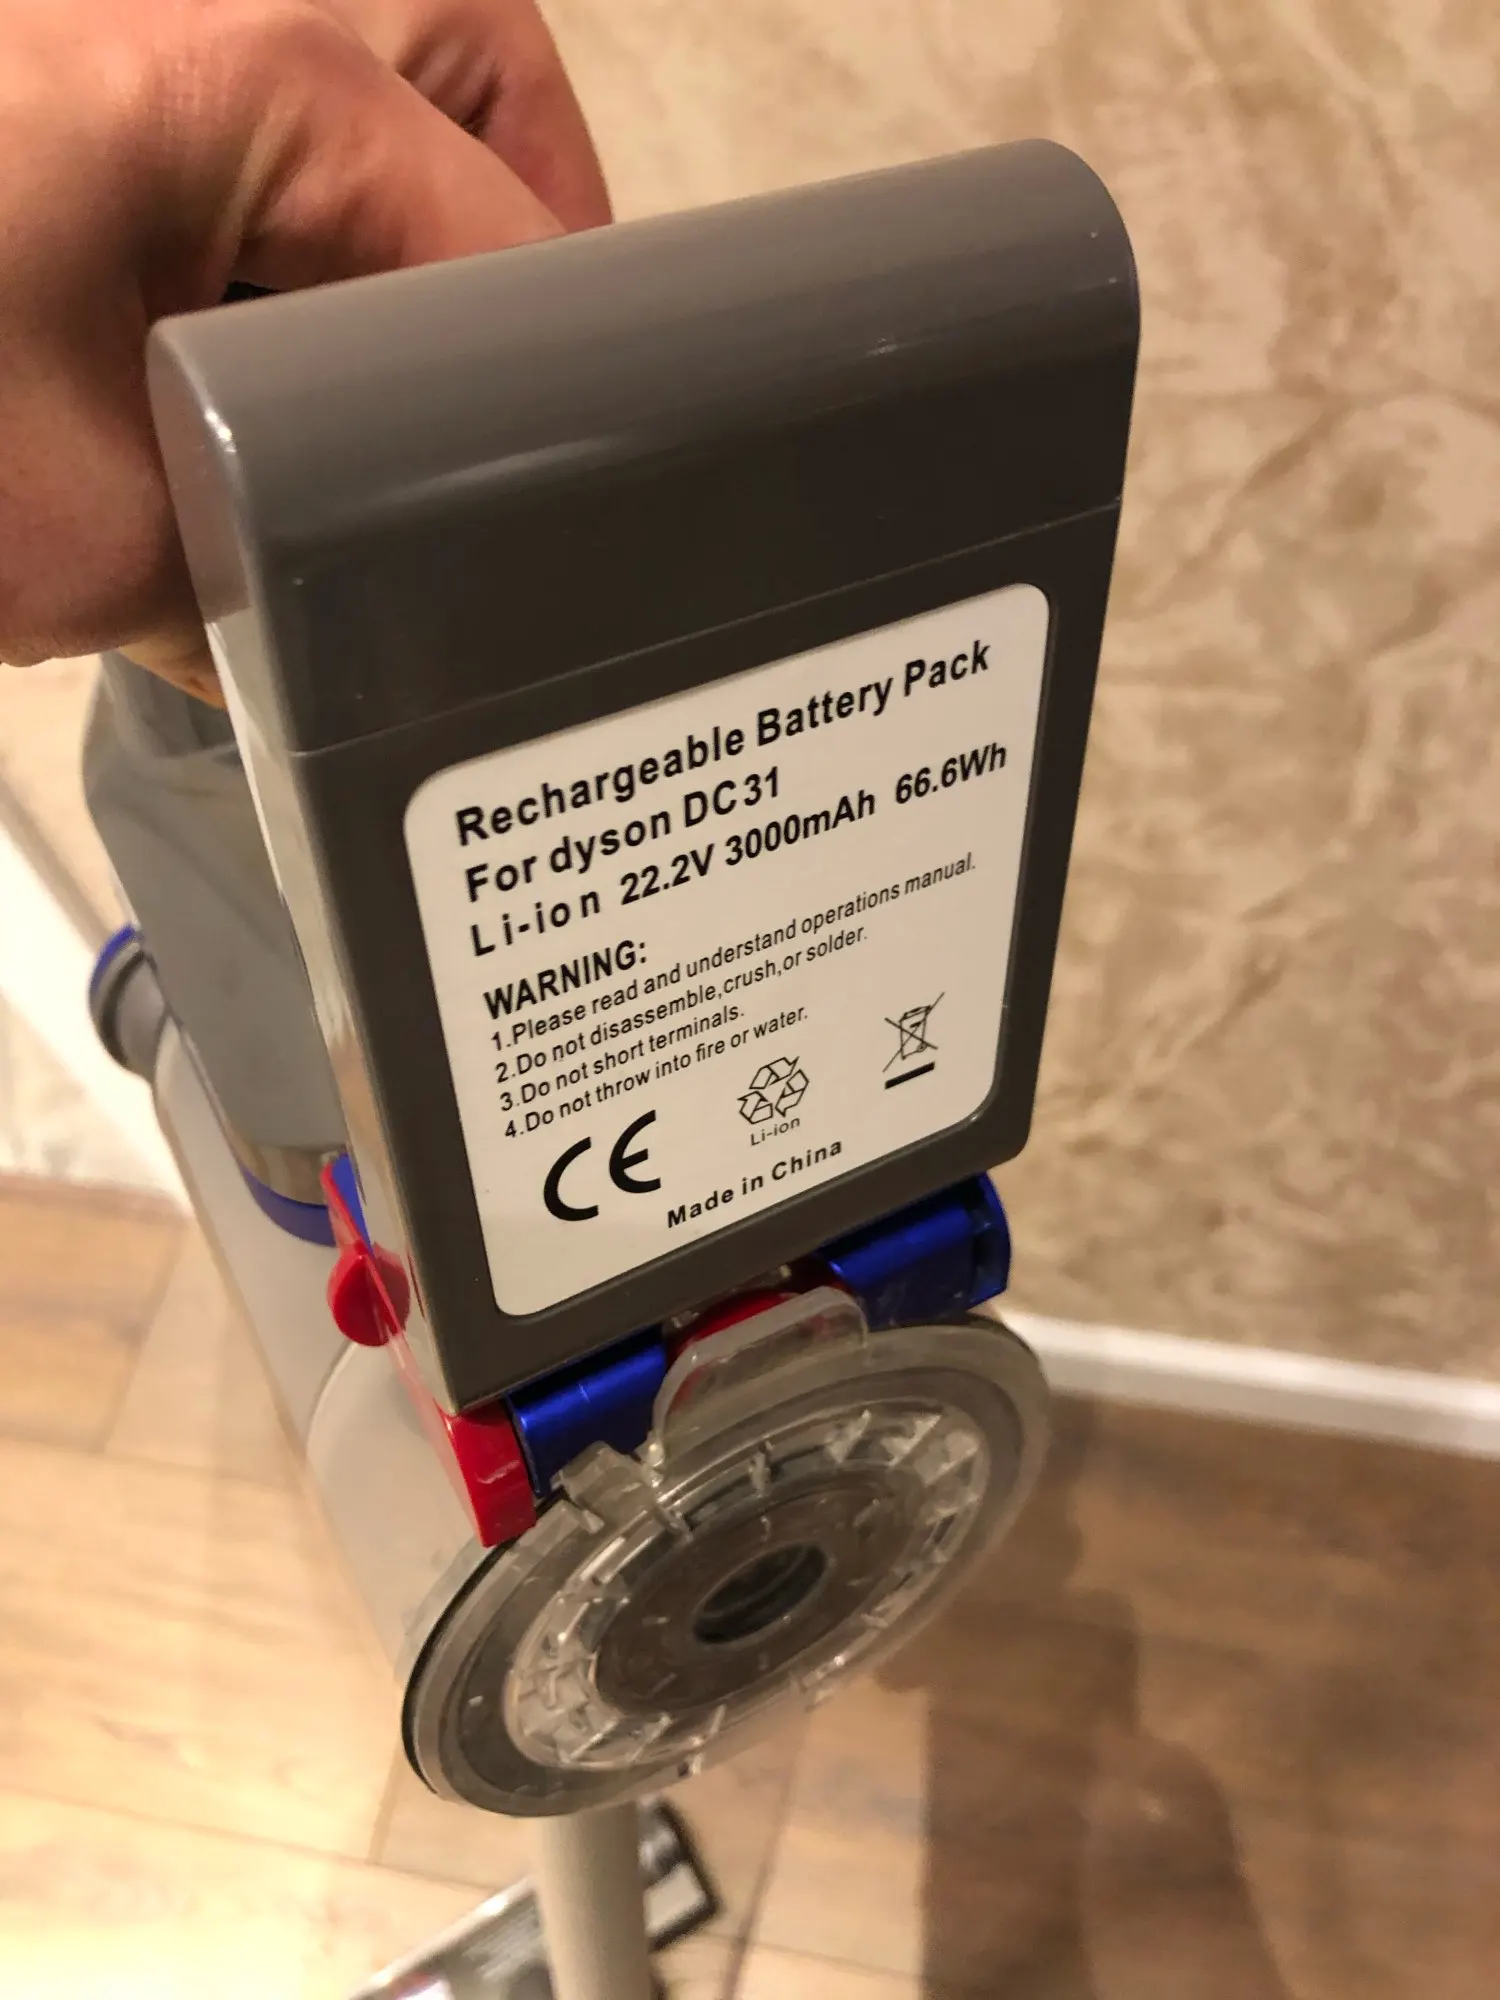 Rechargeable Battery Pack
For dyson DC31
Li-ion 22.2V 3000mAh 66.6Wh
WARNING:
1.Please read and understand operations manual.
2.Do not disassemble,crush,or solder.
3.Do not short terminals.
4.Do not throw into fire or water.
CE
Li-ion
Made in China